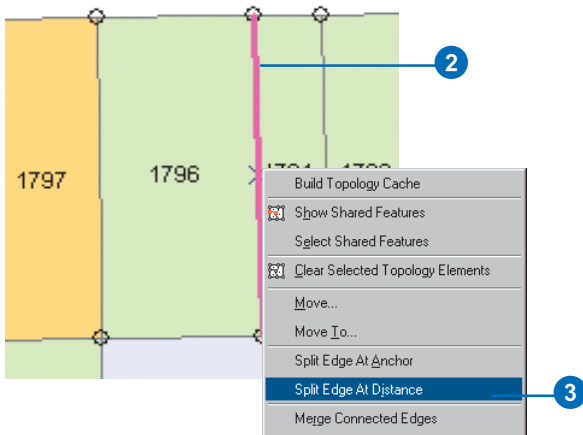 2
1797
1796
Build Topology Cache
Show Shared Features
Select Shared Features
Clear Selected Topology Elements
Move...
Move To...
Split Edge At Anchor
Split Edge At Distance
3
Merge Connected Edges